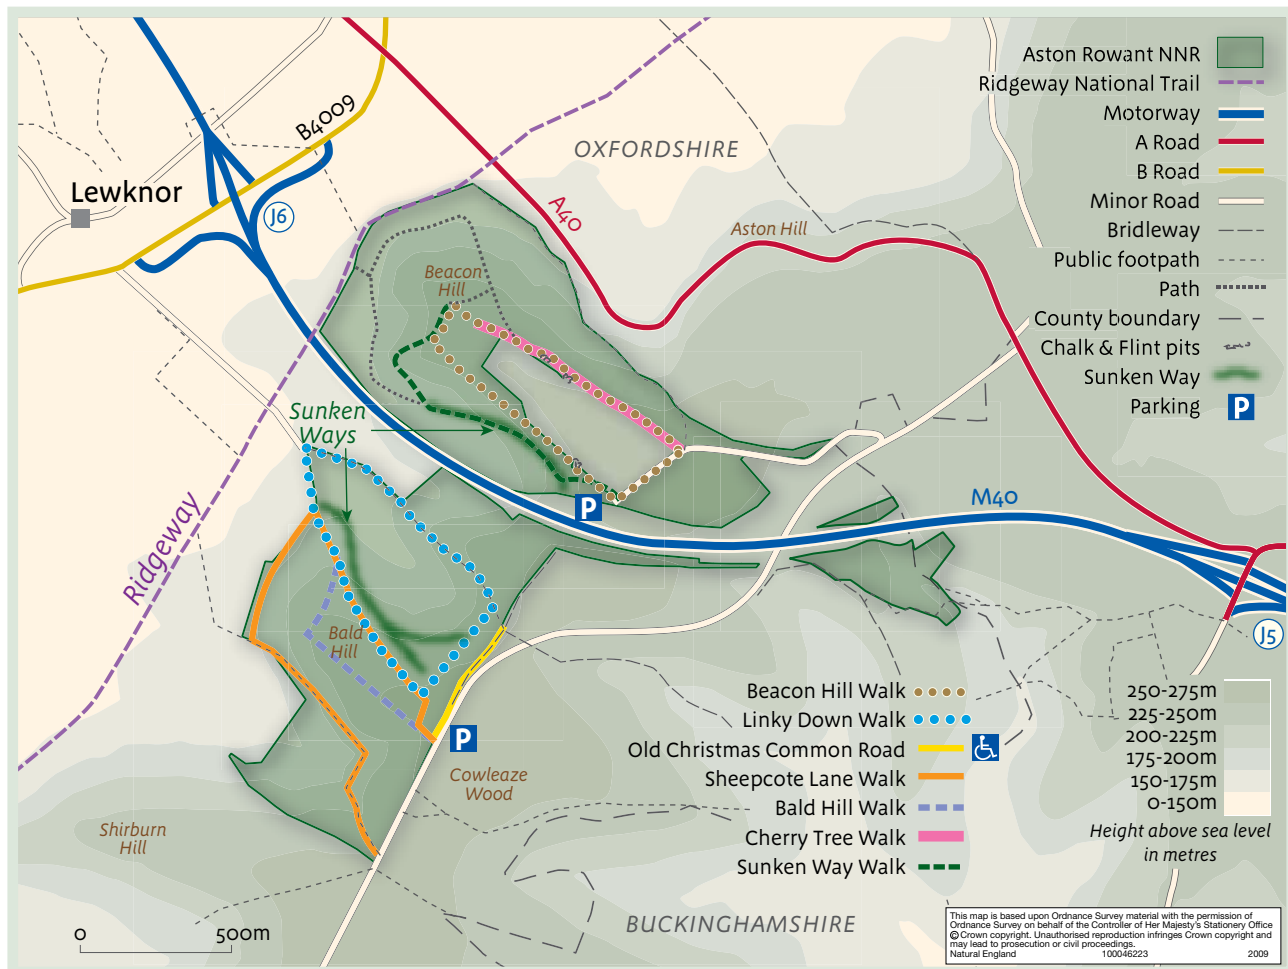 B4009
Lewknor
J6
OXFORDSHIRE
A40
Aston Hill
Beacon
Hill
Sunken
Ways
P
M40
Ridgeway
Bald
Hill
J5
P
Cowleaze
Wood
Shirburn
Hill
BUCKINGHAMSHIRE
0 500m
Aston Rowant NNR
Ridgeway National Trail
Motorway
A Road
B Road
Minor Road
Bridleway
Public footpath
Path
County boundary
Chalk & Flint pits
Sunken Way
Parking P
Beacon Hill Walk
Linky Down Walk
Old Christmas Common Road
Sheepcote Lane Walk
Bald Hill Walk
Cherry Tree Walk
Sunken Way Walk
250-275m
225-250m
200-225m
175-200m
150-175m
0-150m
Height above sea level
in metres
This map is based upon Ordnance Survey material with the permission of
Ordnance Survey on behalf of the Controller of Her Majesty's Stationery Office
© Crown copyright. Unauthorised reproduction infringes Crown copyright and
may lead to prosecution or civil proceedings.
Natural England 100046223 2009